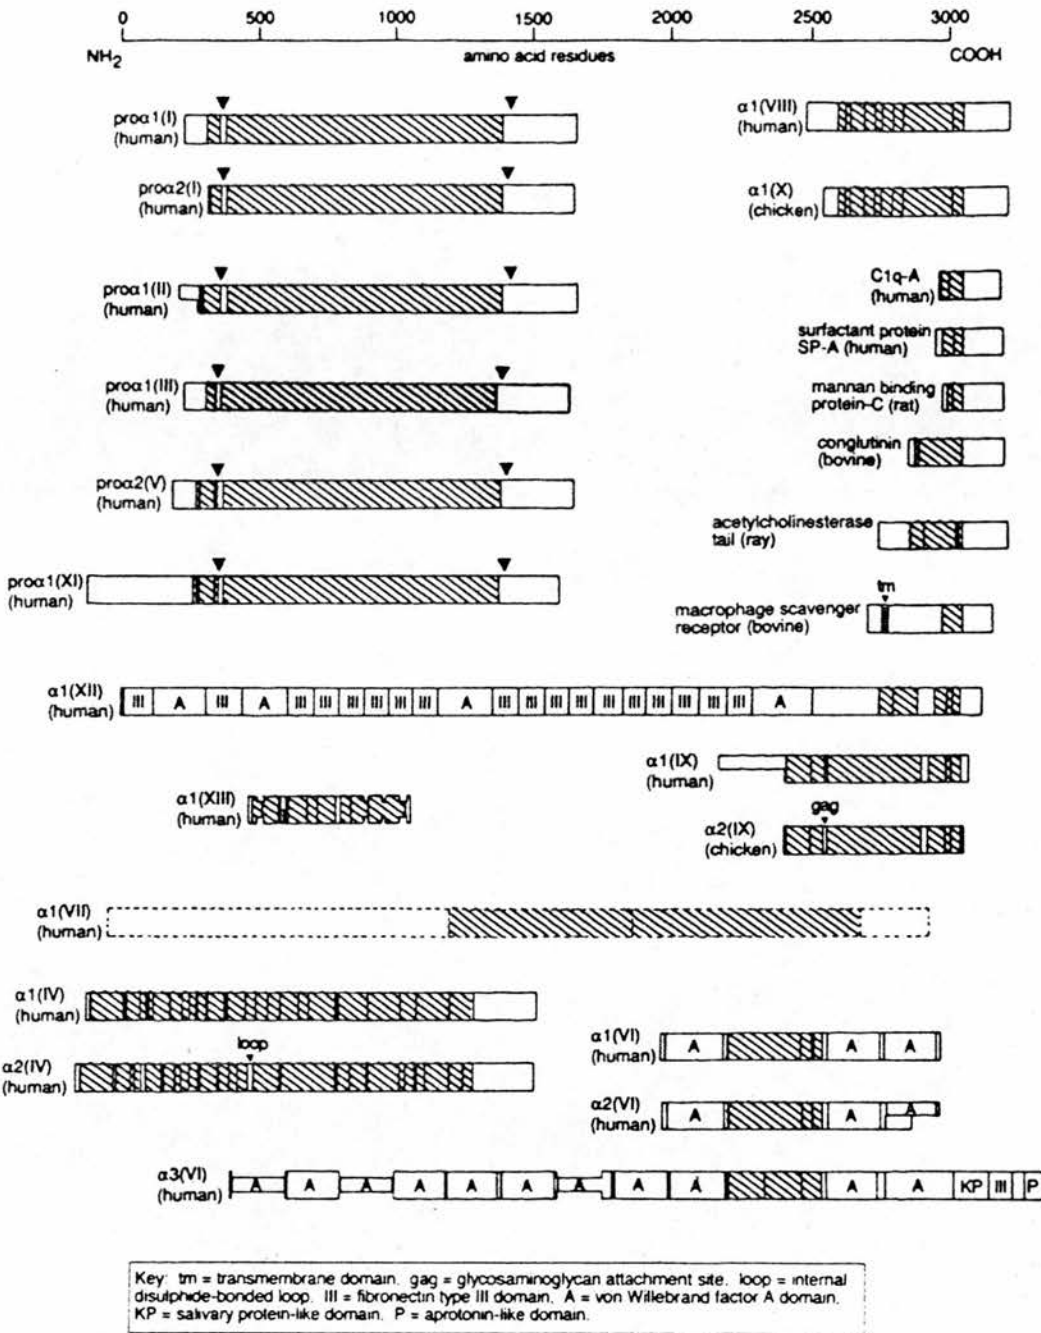 0 500 1000 1500 2000 2500 3000
NH2 amino acid residues COOH
proα1(I)
(human)
proα2(I)
(human)
proα1(II)
(human)
proα1(III)
(human)
proα2(V)
(human)
proα1(XI)
(human)
α1(VIII)
(human)
α1(X)
(chicken)
C1q-A
(human)
surfactant protein
SP-A (human)
mannan binding
protein-C (rat)
conglutinin
(bovine)
acetylcholinesterase
tail (ray)
tm
macrophage scavenger
receptor (bovine)
α1(XII)
(human)
III A III A III III III III III III A III III III III III III III III III III A
α1(IX)
(human)
α1(XIII)
(human)
gag
α2(IX)
(chicken)
α1(VII)
(human)
α1(IV)
(human)
loop
α2(IV)
(human)
α1(VI)
(human)
A A A
α2(VI)
(human)
A A A
α3(VI)
(human)
A A A A A A A A A A A KP III P
Key: tm = transmembrane domain. gag = glycosaminoglycan attachment site. loop = internal
disulphide-bonded loop. III = fibronectin type III domain, A = von Willebrand factor A domain.
KP = salivary protein-like domain. P = aprotonin-like domain.